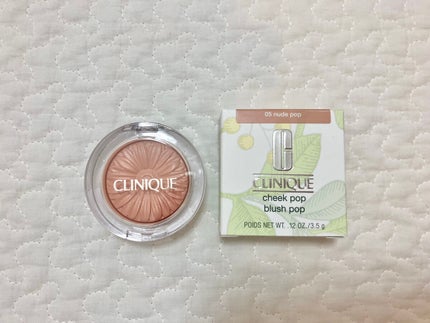 CLINIQUE
05 nude pop
CLINIQUE
cheek pop
blush pop
POIDS NET WT. .12 OZ./3.5 g